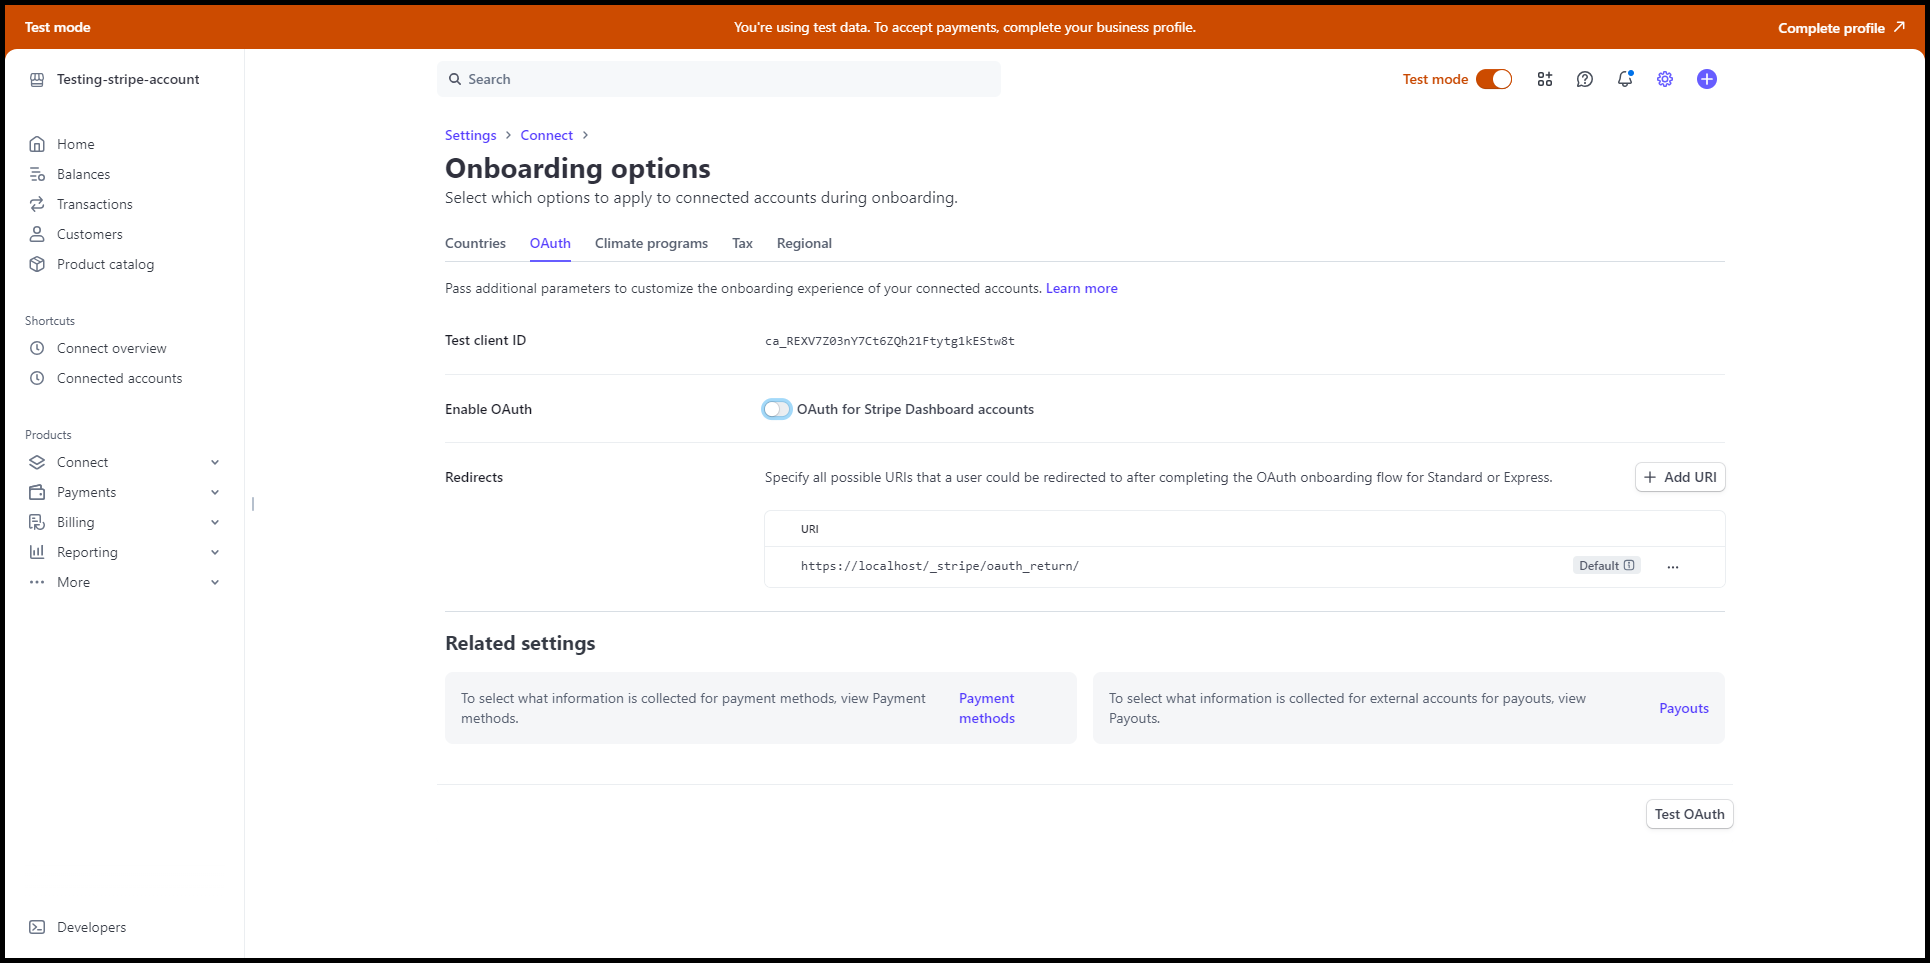 Test mode
You're using test data. To accept payments, complete your business profile.
Complete profile
Testing-stripe-account
Search
Test mode
Home
Balances
Transactions
Customers
Product catalog
Shortcuts
Connect overview
Connected accounts
Products
Connect
Payments
Billing
Reporting
More
Developers
Settings > Connect >
Onboarding options
Select which options to apply to connected accounts during onboarding.
Countries OAuth Climate programs Tax Regional
Pass additional parameters to customize the onboarding experience of your connected accounts. Learn more
Test client ID
ca_REXV7Z03nY7Ct6ZQh21Ftytg1kEStw8t
Enable OAuth
OAuth for Stripe Dashboard accounts
Redirects
Specify all possible URIs that a user could be redirected to after completing the OAuth onboarding flow for Standard or Express.
Add URI
URI
https://localhost/_stripe/oauth_return/
Default
Related settings
To select what information is collected for payment methods, view Payment
methods.
Payment
methods
To select what information is collected for external accounts for payouts, view
Payouts.
Payouts
Test OAuth